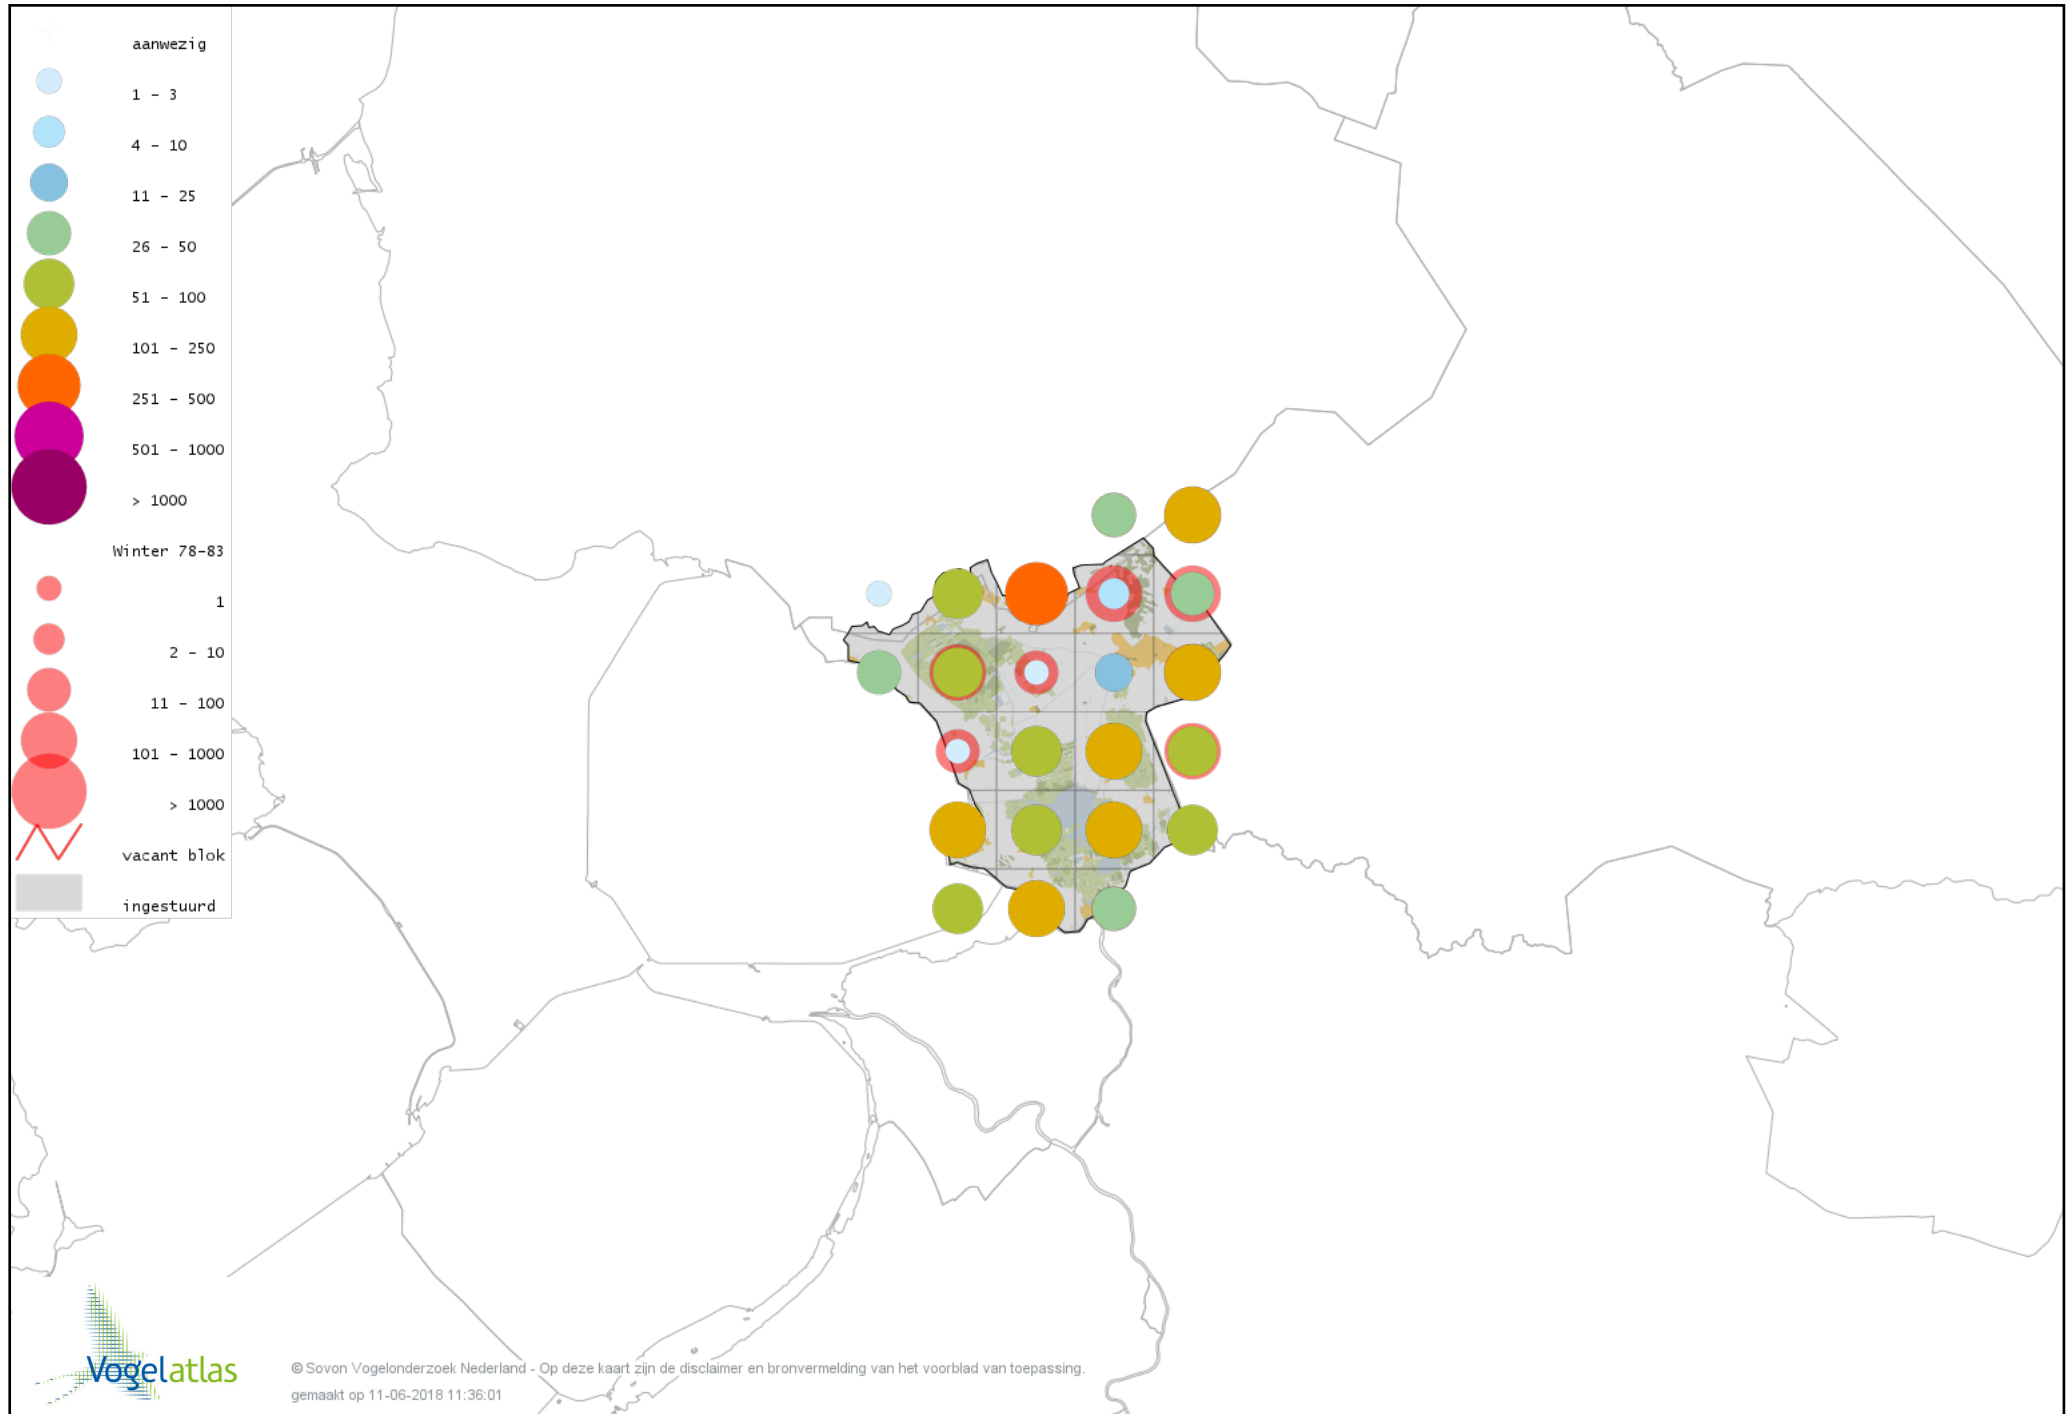 aanwezig
1 - 3
4 - 10
11 - 25
26 - 50
51 - 100
101 - 250
251 - 500
501 - 1000
> 1000
Winter 78-83
1
2 - 10
11 - 100
101 - 1000
> 1000
vacant blok
ingestuurd
Vogelatlas
© Sovon Vogelonderzoek Nederland - Op deze kaart zijn de disclaimer en bronvermelding van het voorblad van toepassing.
gemaakt op 11-06-2018 11:36:01